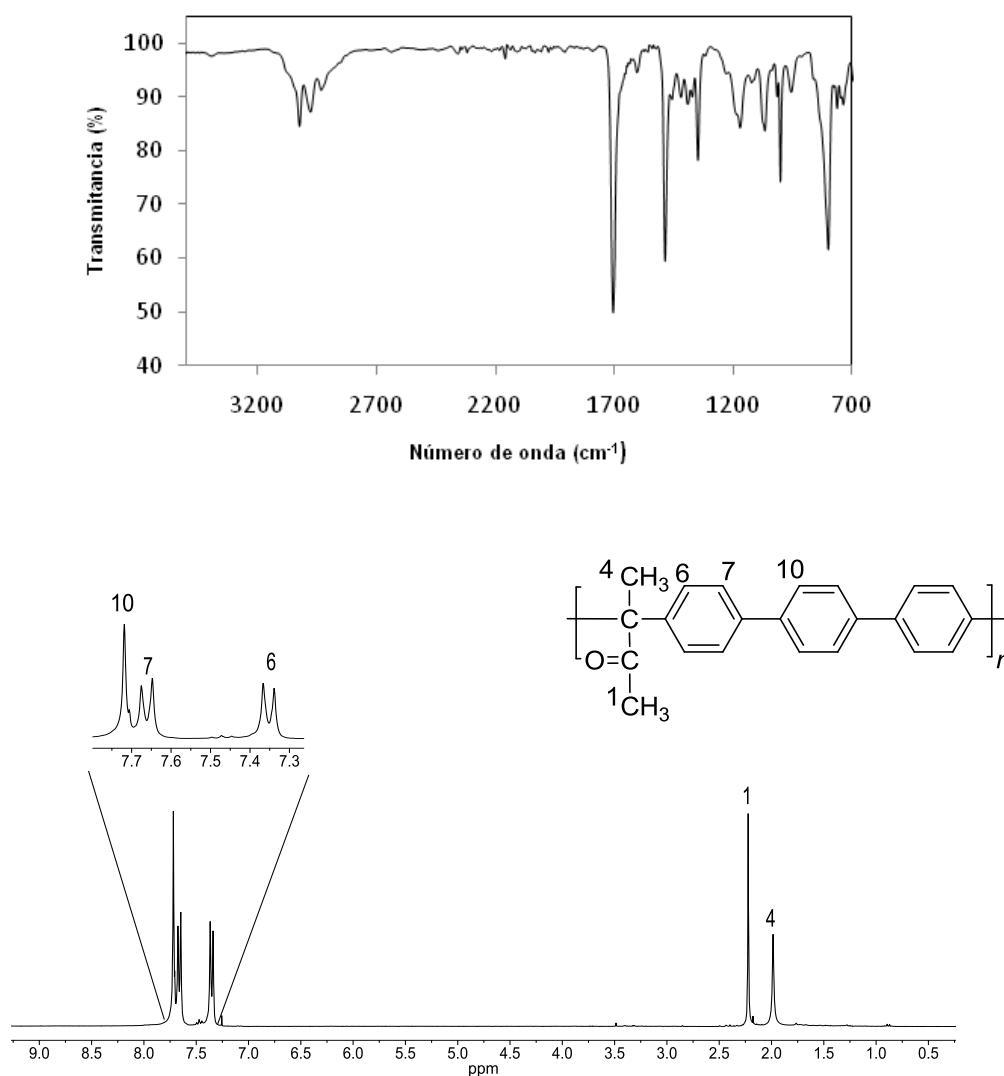 100
90
80
70
60
50
40
Transmitancia (%)
3200 2700 2200 1700 1200 700
Número de onda (cm-1)
4 CH3 6 7 10
C
O=C
1CH3
n
10
7
6
7.7 7.6 7.5 7.4 7.3
1
4
9.0 8.5 8.0 7.5 7.0 6.5 6.0 5.5 5.0 4.5 4.0 3.5 3.0 2.5 2.0 1.5 1.0 0.5
ppm